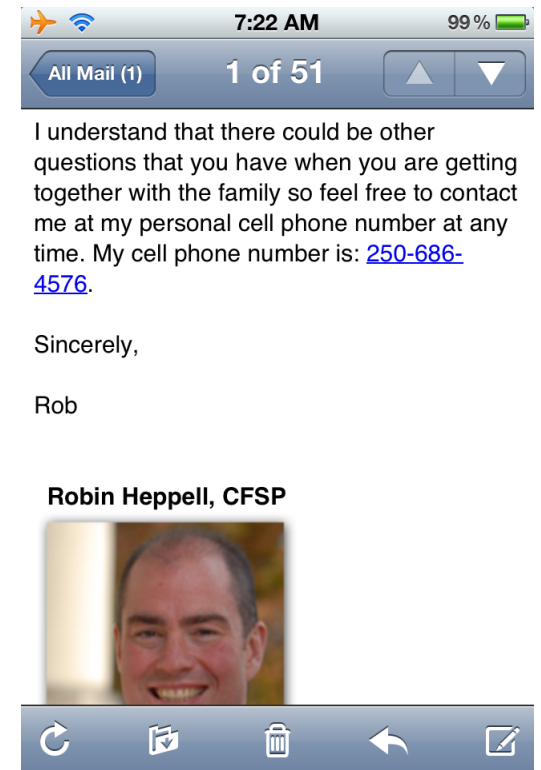 7:22 AM
99%
All Mail (1)
1 of 51
I understand that there could be other
questions that you have when you are getting
together with the family so feel free to contact
me at my personal cell phone number at any
time. My cell phone number is: 250-686-
4576.
Sincerely,
Rob
Robin Heppell, CFSP